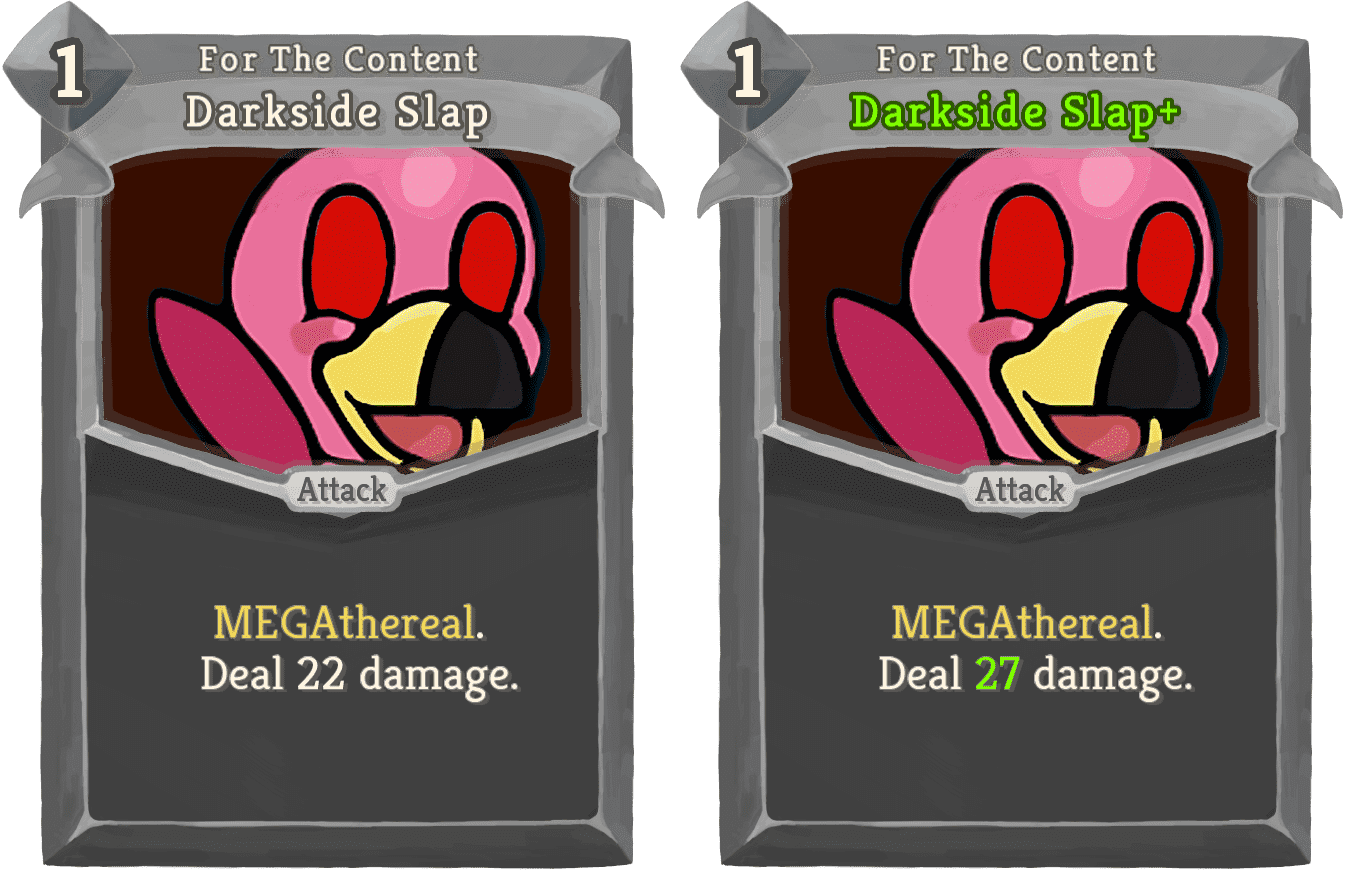 1
For The Content
Darkside Slap
Attack
MEGAthereal.
Deal 22 damage.
1
For The Content
Darkside Slap+
Attack
MEGAthereal.
Deal 27 damage.